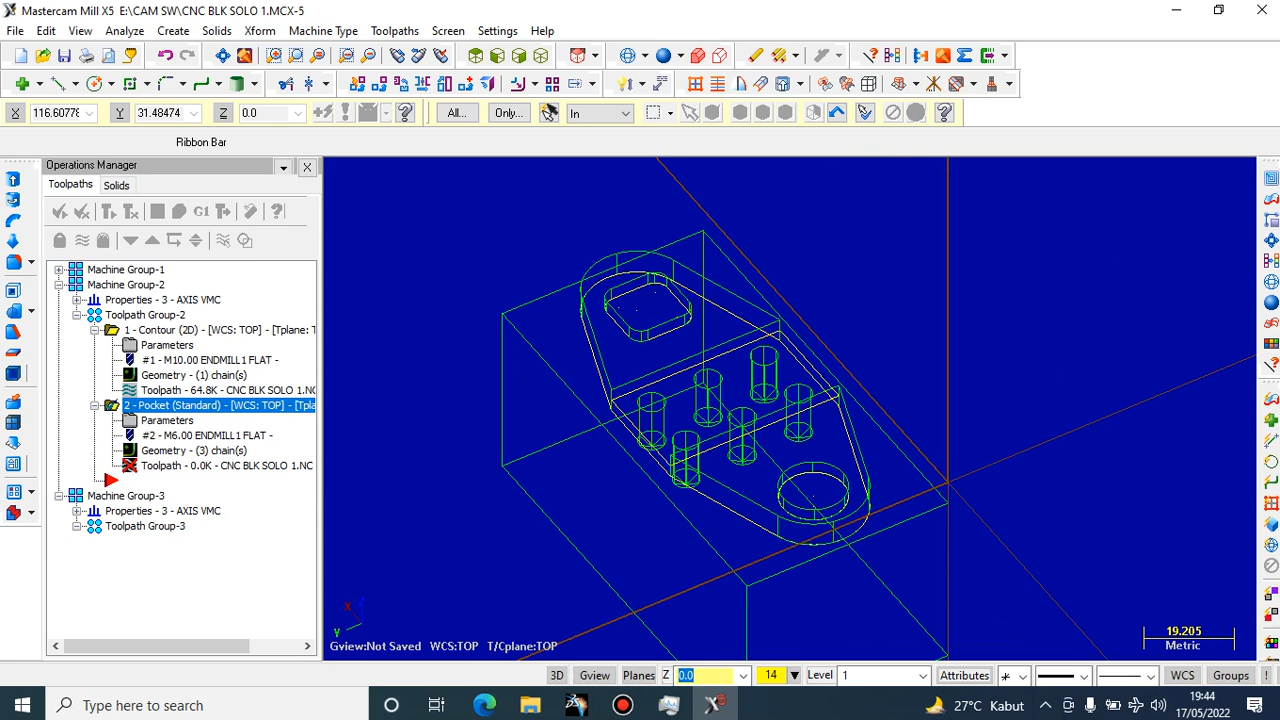 Mastercam Mill X5 E:\CAM SW\CNC BLK SOLO 1.MCX-5
File Edit View Analyze Create Solids Xform Machine Type Toolpaths Screen Settings Help
X 116.60778 Y 31.48474 Z 0.0 All... Only... In
Ribbon Bar
Operations Manager
Toolpaths Solids
G1
Machine Group-1
Machine Group-2
Properties - 3 - AXIS VMC
Toolpath Group-2
1 - Contour (2D) - [WCS: TOP] - [Tplane: T
Parameters
#1 - M10.00 ENDMILL1 FLAT -
Geometry - (1) chain(s)
Toolpath - 64.8K - CNC BLK SOLO 1.NC
2 - Pocket (Standard) - [WCS: TOP] - [Tpla
Parameters
#2 - M6.00 ENDMILL1 FLAT -
Geometry - (3) chain(s)
Toolpath - 0.0K - CNC BLK SOLO 1.NC
Machine Group-3
Properties - 3 - AXIS VMC
Toolpath Group-3
X Z
Y
Gview:Not Saved WCS:TOP T/Cplane:TOP
19.205
Metric
3D Gview Planes Z 0.0 14 Level 1 Attributes WCS Groups !
Type here to search
27°C Kabut
19:44
17/05/2022